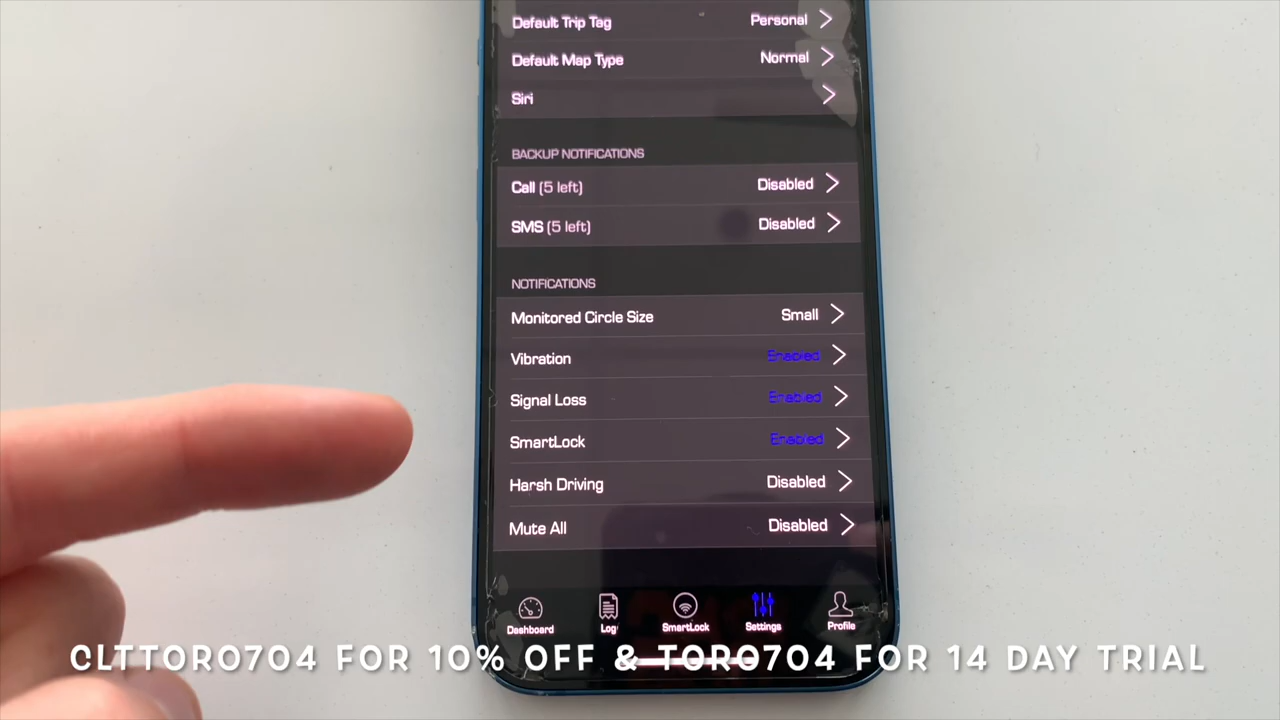 Default Trip Tag Personal
Default Map Type Normal
Siri
BACKUP NOTIFICATIONS
Call (5 left) Disabled
SMS (5 left) Disabled
NOTIFICATIONS
Monitored Circle Size Small
Vibration Enabled
Signal Loss Enabled
SmartLock Enabled
Harsh Driving Disabled
Mute All Disabled
Dashboard Log SmartLock Settings Profile
CLTTORO704 FOR 10% OFF & TORO704 FOR 14 DAY TRIAL